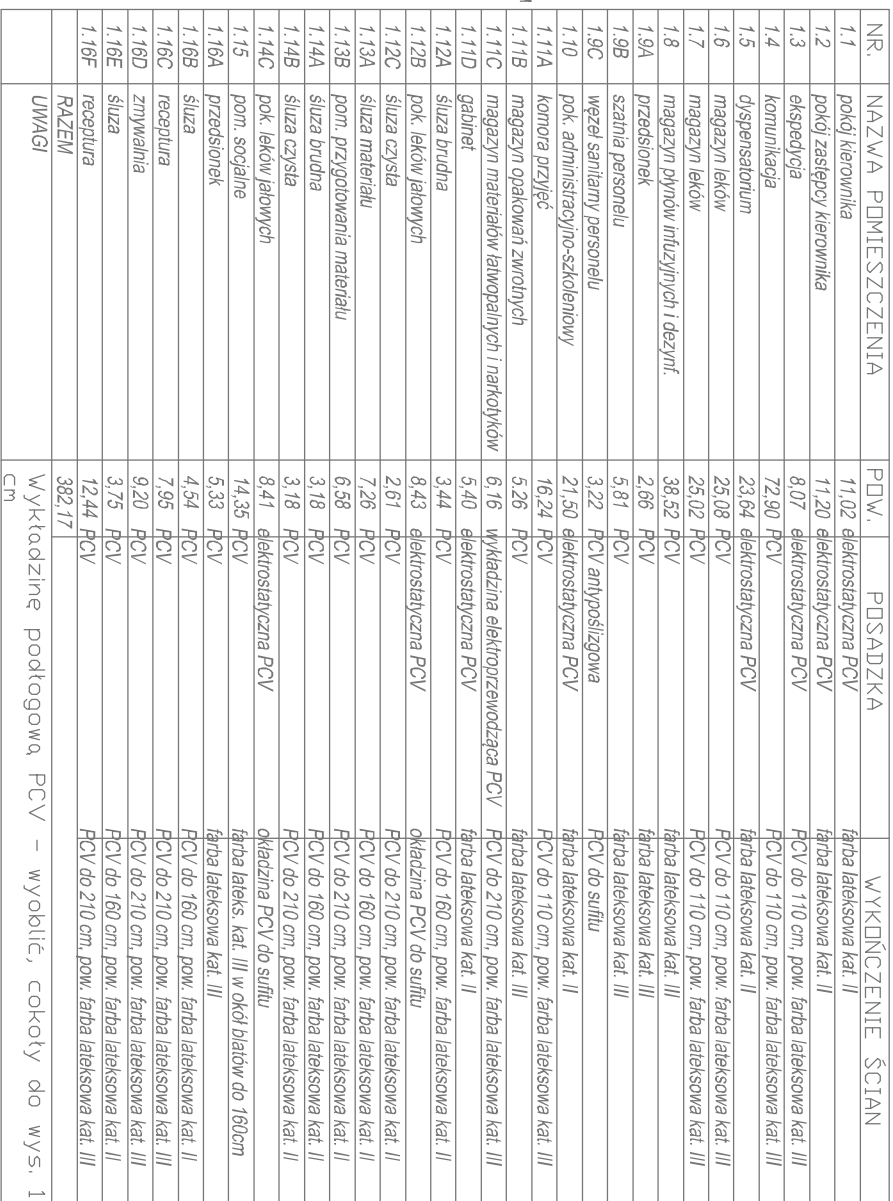 NR. NAZWA POMIESZCZENIA POW. POSADZKA WYKOŃCZENIE ŚCIAN
1.1 pokój kierownika 11,02 elektrostatyczna PCV farba lateksowa kat. II
1.2 pokój zastępcy kierownika 11,20 elektrostatyczna PCV farba lateksowa kat. II
1.3 ekspedycja 8,07 elektrostatyczna PCV PCV do 110 cm, pow. farba lateksowa kat. III
1.4 komunikacja 72,90 PCV PCV do 110 cm, pow. farba lateksowa kat. III
1.5 dyspensatorium 23,64 elektrostatyczna PCV farba lateksowa kat. II
1.6 magazyn leków 25,08 PCV PCV do 110 cm, pow. farba lateksowa kat. III
1.7 magazyn leków 25,02 PCV PCV do 110 cm, pow. farba lateksowa kat. III
1.8 magazyn płynów infuzyjnych i dezynf. 38,52 PCV farba lateksowa kat. III
1.9A przedsionek 2,66 PCV farba lateksowa kat. III
1.9B szatnia personelu 5,81 PCV farba lateksowa kat. III
1.9C węzeł sanitarny personelu 3,22 PCV antypoślizgowa PCV do sufitu
1.10 pok. administracyjno-szkoleniowy 21,50 elektrostatyczna PCV farba lateksowa kat. II
1.11A komora przyjęć 16,24 PCV PCV do 110 cm, pow. farba lateksowa kat. III
1.11B magazyn opakowań zwrotnych 5.26 PCV farba lateksowa kat. III
1.11C magazyn materiałów łatwopalnych i narkotyków 6,16 wykładzina elektroprzewodząca PCV PCV do 210 cm, pow. farba lateksowa kat. III
1.11D gabinet 5,40 elektrostatyczna PCV farba lateksowa kat. II
1.12A śluza brudna 3,44 PCV PCV do 160 cm, pow. farba lateksowa kat. II
1.12B pok. leków jałowych 8,43 elektrostatyczna PCV okładzina PCV do sufitu
1.12C śluza czysta 2,61 PCV PCV do 210 cm, pow. farba lateksowa kat. II
1.13A śluza materiału 7,26 PCV PCV do 160 cm, pow. farba lateksowa kat. II
1.13B pom. przygotowania materiału 6,58 PCV PCV do 210 cm, pow. farba lateksowa kat. II
1.14A śluza brudna 3,18 PCV PCV do 160 cm, pow. farba lateksowa kat. II
1.14B śluza czysta 3,18 PCV PCV do 210 cm, pow. farba lateksowa kat. II
1.14C pok. leków jałowych 8,41 elektrostatyczna PCV okładzina PCV do sufitu
1.15 pom. socjalne 14,35 PCV farba lateks. kat. III w okół blatów do 160cm
1.16A przedsionek 5,33 PCV farba lateksowa kat. III
1.16B śluza 4,54 PCV PCV do 160 cm, pow. farba lateksowa kat. II
1.16C receptura 7,95 PCV PCV do 210 cm, pow. farba lateksowa kat. III
1.16D zmywalnia 9,20 PCV PCV do 210 cm, pow. farba lateksowa kat. III
1.16E śluza 3,75 PCV PCV do 160 cm, pow. farba lateksowa kat. II
1.16F receptura 12,44 PCV PCV do 210 cm, pow. farba lateksowa kat. III
RAZEM 382,17
UWAGI Wykładzinę podłogową PCV - wyoblić, cokoły do wys. 1
cm